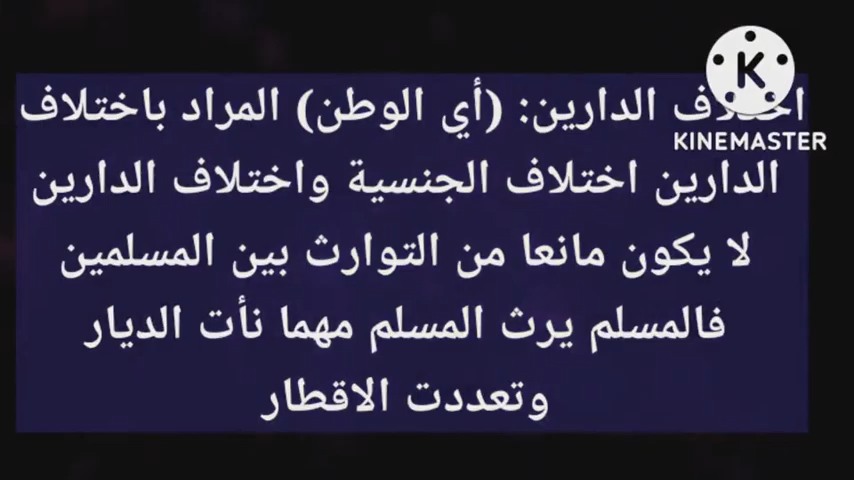 اختلاف الدارين: (أي الوطن) المراد باختلاف
الدارين اختلاف الجنسية واختلاف الدارين
لا يكون مانعا من التوارث بين المسلمين
فالمسلم يرث المسلم مهما نأت الديار
وتعددت الاقطار
K
KINEMASTER